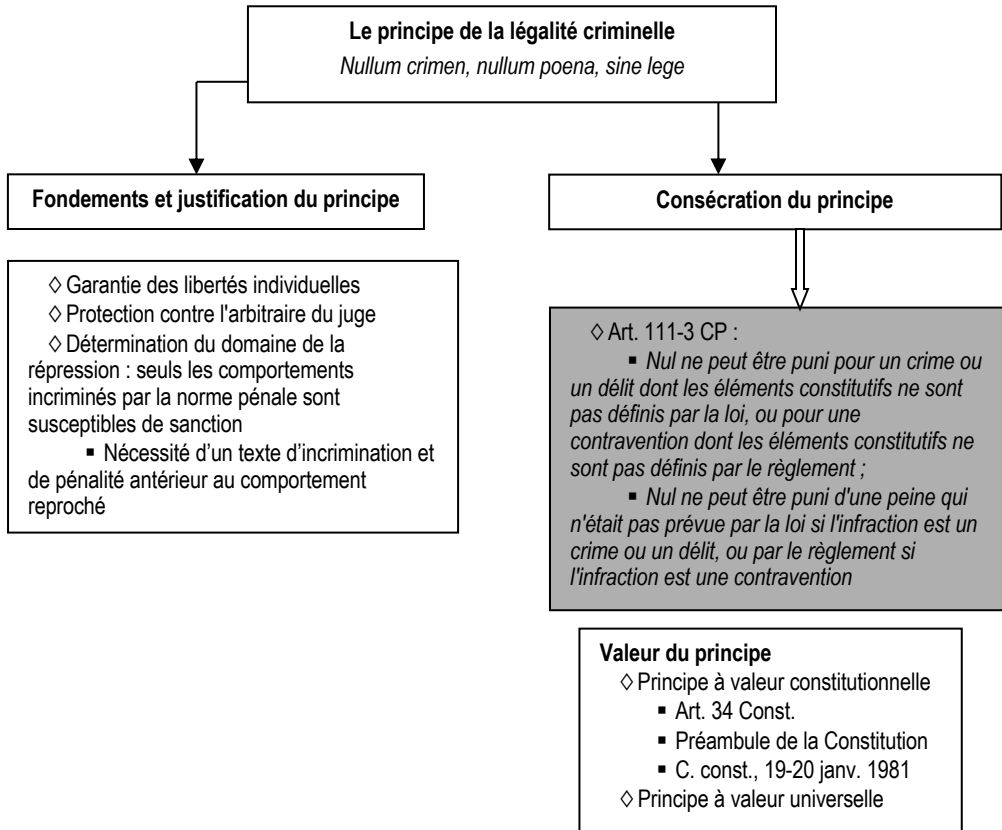 Le principe de la légalité criminelle
Nullum crimen, nullum poena, sine lege
Fondements et justification du principe
◊ Garantie des libertés individuelles
◊ Protection contre l'arbitraire du juge
◊ Détermination du domaine de la
répression : seuls les comportements
incriminés par la norme pénale sont
susceptibles de sanction
▪ Nécessité d'un texte d'incrimination et
de pénalité antérieur au comportement
reproché
Consécration du principe
◊ Art. 111-3 CP :
▪ Nul ne peut être puni pour un crime ou
un délit dont les éléments constitutifs ne sont
pas définis par la loi, ou pour une
contravention dont les éléments constitutifs ne
sont pas définis par le règlement ;
▪ Nul ne peut être puni d'une peine qui
n'était pas prévue par la loi si l'infraction est un
crime ou un délit, ou par le règlement si
l'infraction est une contravention
Valeur du principe
◊ Principe à valeur constitutionnelle
▪ Art. 34 Const.
▪ Préambule de la Constitution
▪ C. const., 19-20 janv. 1981
◊ Principe à valeur universelle